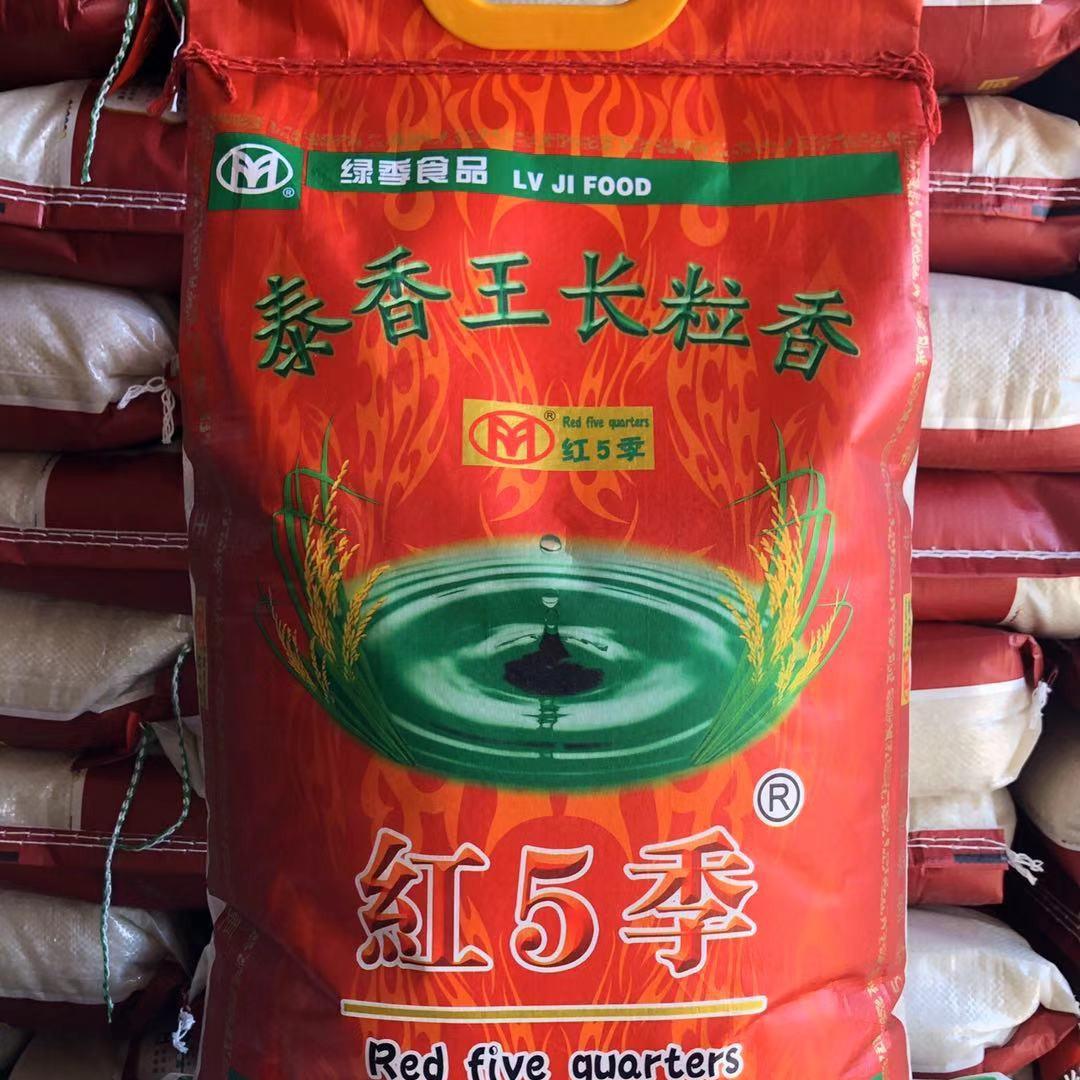 绿季食品 LV JI FOOD
泰香王长粒香
Red five quarters
红5季
紅5季
Red five quarters